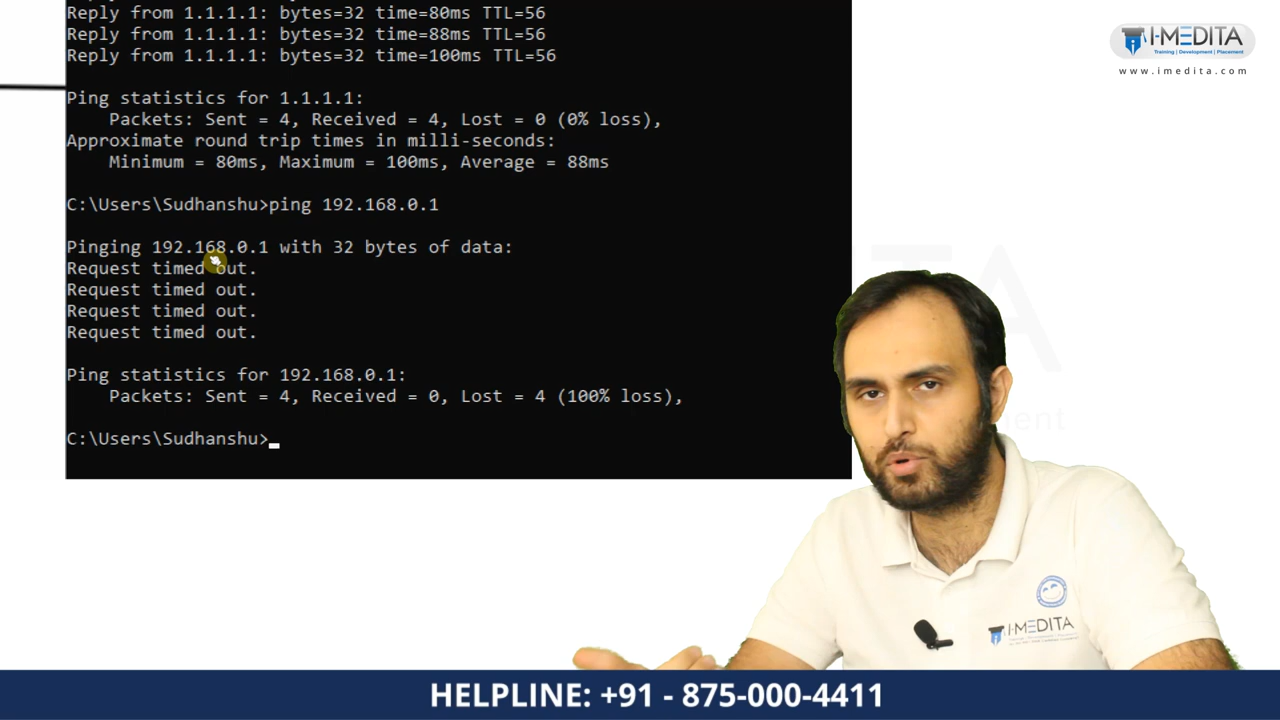 Reply from 1.1.1.1: bytes=32 time=80ms TTL=56
Reply from 1.1.1.1: bytes=32 time=88ms TTL=56
Reply from 1.1.1.1: bytes=32 time=100ms TTL=56
Ping statistics for 1.1.1.1:
Packets: Sent = 4, Received = 4, Lost = 0 (0% loss),
Approximate round trip times in milli-seconds:
Minimum = 80ms, Maximum = 100ms, Average = 88ms
C:\Users\Sudhanshu>ping 192.168.0.1
Pinging 192.168.0.1 with 32 bytes of data:
Request timed out.
Request timed out.
Request timed out.
Request timed out.
Ping statistics for 192.168.0.1:
Packets: Sent = 4, Received = 0, Lost = 4 (100% loss),
C:\Users\Sudhanshu>
I-MEDITA
Training | Development | Placement
www.imedita.com
I-MEDITA
HELPLINE: +91 - 875-000-4411